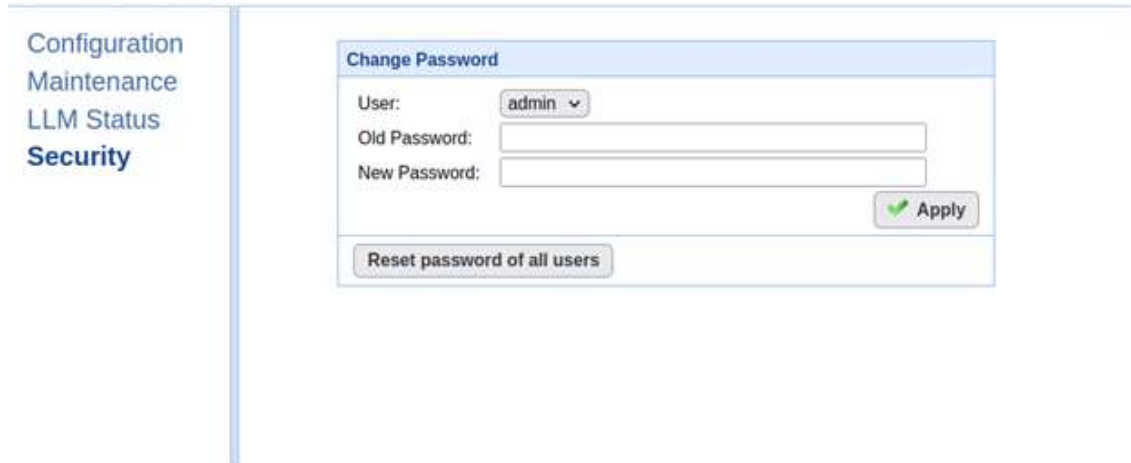 Configuration
Maintenance
LLM Status
Security
Change Password
User: admin
Old Password:
New Password:
Apply
Reset password of all users